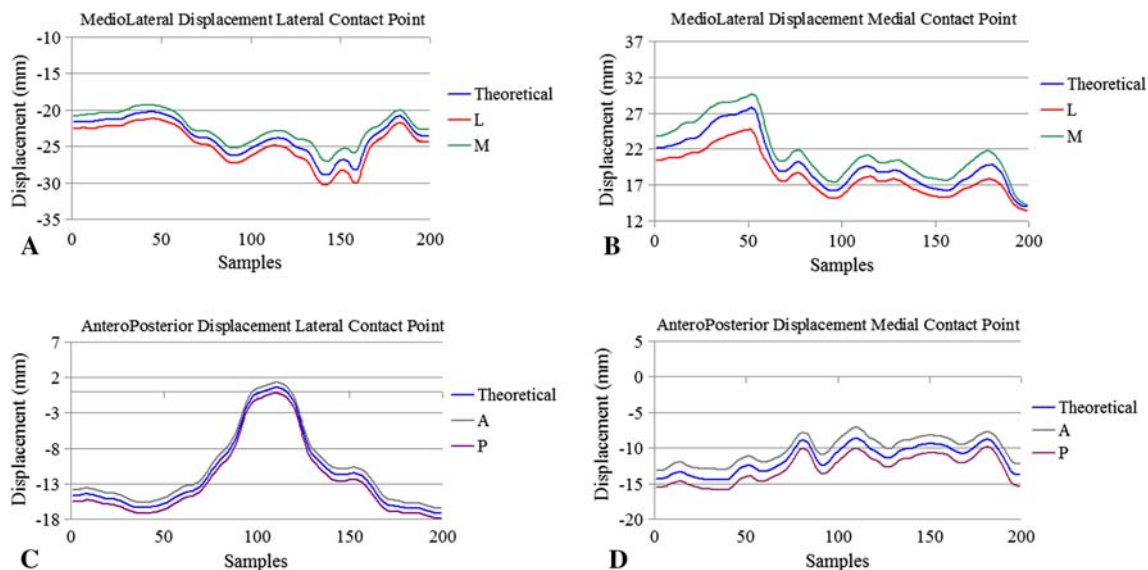 MedioLateral Displacement Lateral Contact Point
-10
-15
-20
-25
-30
-35
Displacement (mm)
0
50
100
150
200
Samples
Theoretical
L
M
A
MedioLateral Displacement Medial Contact Point
37
32
27
22
17
12
Displacement (mm)
0
50
100
150
200
Samples
Theoretical
L
M
B
AnteroPosterior Displacement Lateral Contact Point
7
2
-3
-8
-13
-18
Displacement (mm)
0
50
100
150
200
Samples
Theoretical
A
P
C
AnteroPosterior Displacement Medial Contact Point
5
0
-5
-10
-15
-20
Displacement (mm)
0
50
100
150
200
Samples
Theoretical
A
P
D